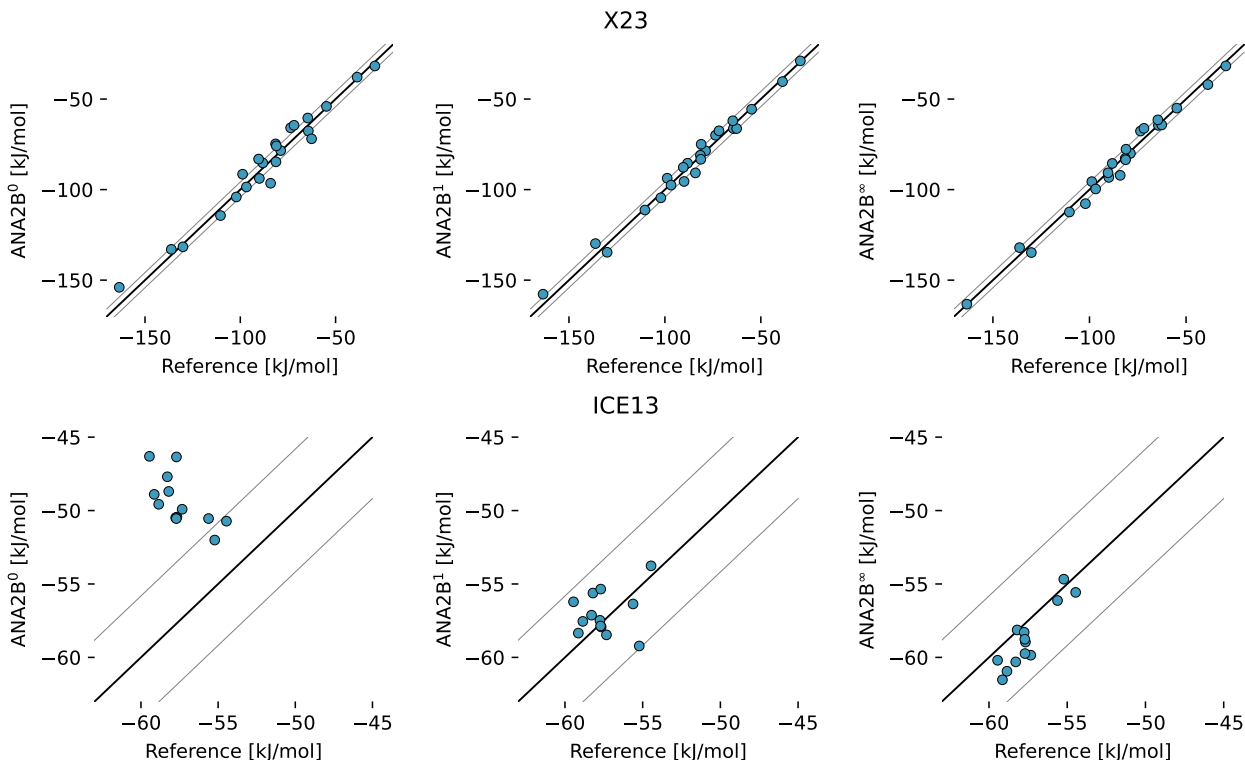 X23
ANA2B⁰ [kJ/mol]
−50
−100
−150
−150 −100 −50
Reference [kJ/mol]
ANA2B¹ [kJ/mol]
−50
−100
−150
−150 −100 −50
Reference [kJ/mol]
ANA2B∞ [kJ/mol]
−50
−100
−150
−150 −100 −50
Reference [kJ/mol]
ICE13
ANA2B⁰ [kJ/mol]
−45
−50
−55
−60
−60 −55 −50 −45
Reference [kJ/mol]
ANA2B¹ [kJ/mol]
−45
−50
−55
−60
−60 −55 −50 −45
Reference [kJ/mol]
ANA2B∞ [kJ/mol]
−45
−50
−55
−60
−60 −55 −50 −45
Reference [kJ/mol]